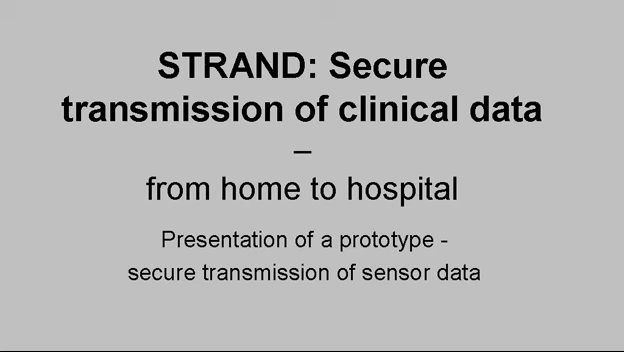 STRAND: Secure
transmission of clinical data
–
from home to hospital
Presentation of a prototype -
secure transmission of sensor data